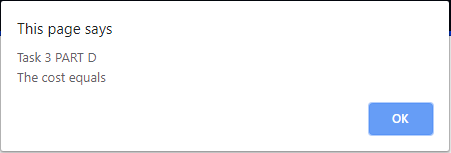 This page says
Task 3 PART D
The cost equals
OK